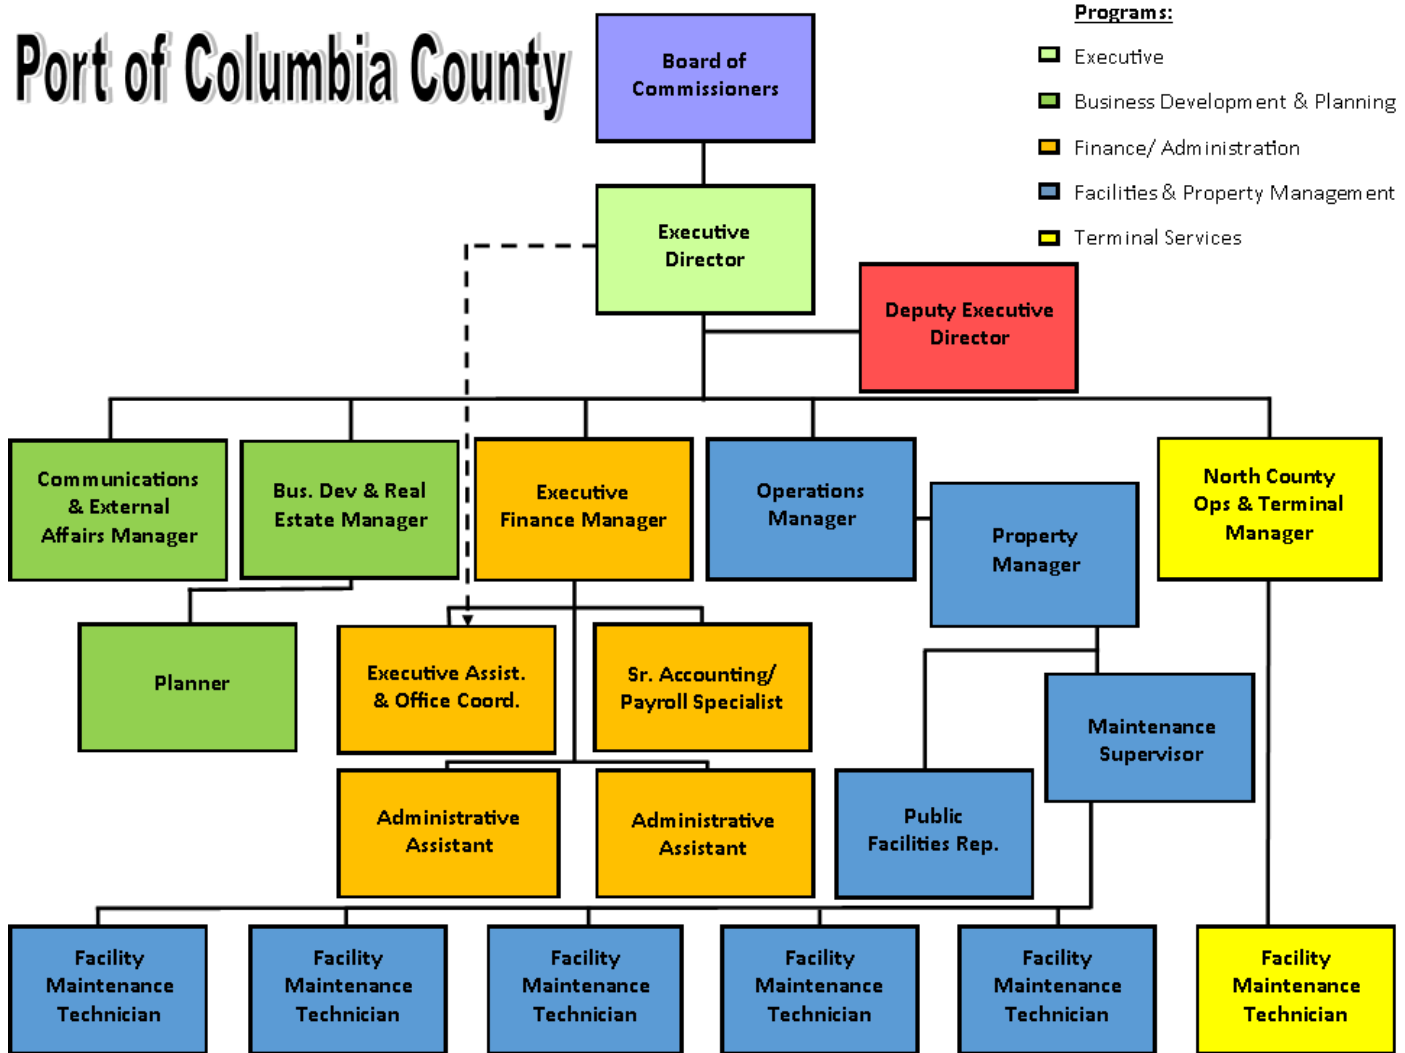 Port of Columbia County
Board of
Commissioners
Programs:
Executive
Business Development & Planning
Finance/ Administration
Facilities & Property Management
Terminal Services
Executive
Director
Deputy Executive
Director
Communications
& External
Affairs Manager
Bus. Dev & Real
Estate Manager
Executive
Finance Manager
Operations
Manager
Property
Manager
North County
Ops & Terminal
Manager
Planner
Executive Assist.
& Office Coord.
Sr. Accounting/
Payroll Specialist
Maintenance
Supervisor
Administrative
Assistant
Administrative
Assistant
Public
Facilities Rep.
Facility
Maintenance
Technician
Facility
Maintenance
Technician
Facility
Maintenance
Technician
Facility
Maintenance
Technician
Facility
Maintenance
Technician
Facility
Maintenance
Technician